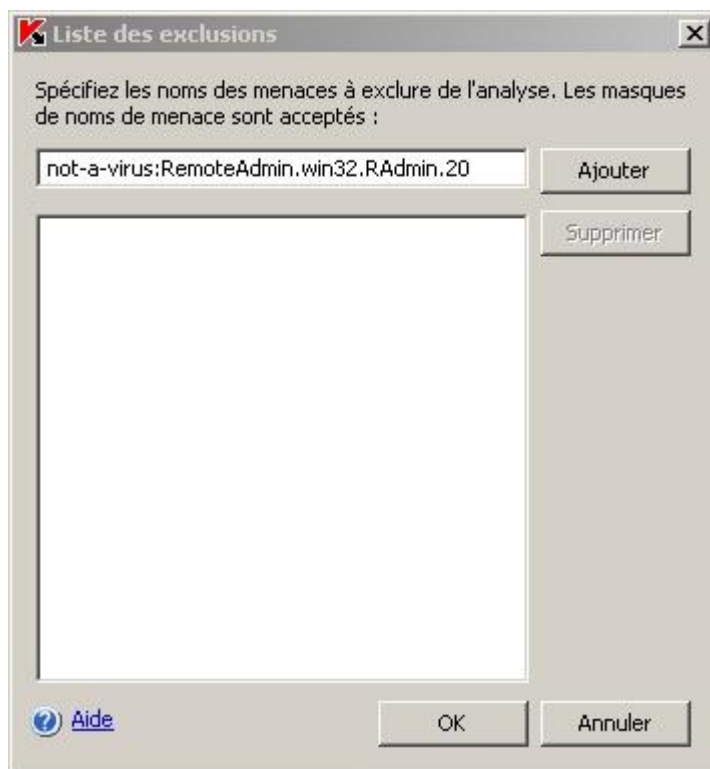 Liste des exclusions
Spécifiez les noms des menaces à exclure de l'analyse. Les masques
de noms de menace sont acceptés :
not-a-virus:RemoteAdmin.win32.RAdmin.20
Ajouter
Supprimer
Aide
OK
Annuler